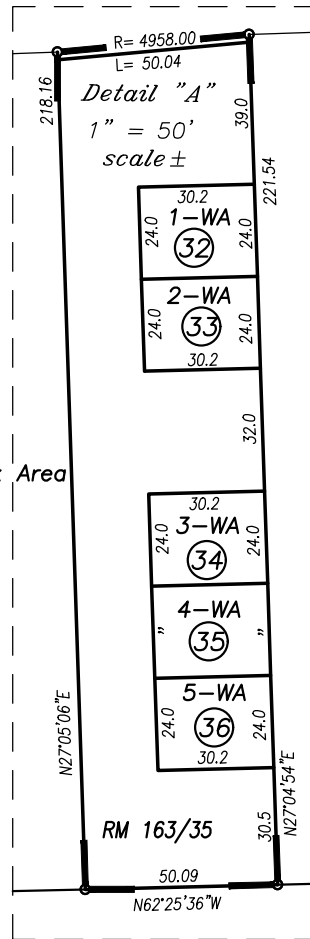 R= 4958.00
L= 50.04
218.16
Detail "A"
1" = 50'
scale ±
39.0
221.54
30.2
1-WA
24.0
32
24.0
2-WA
24.0
33
24.0
30.2
32.0
Area
30.2
3-WA
24.0
34
24.0
4-WA
"
35
"
5-WA
24.0
36
24.0
30.2
N27°05'06"E
N27°04'54"E
RM 163/35
30.5
50.09
N62°25'36"W